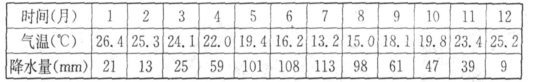 时间(月) 1 2 3 4 5 6 7 8 9 10 11 12
气温(℃) 26.4 25.3 24.1 22.0 19.4 16.2 13.2 15.0 18.1 19.8 23.4 25.2
降水量(mm) 21 13 25 59 101 108 113 98 61 47 39 9